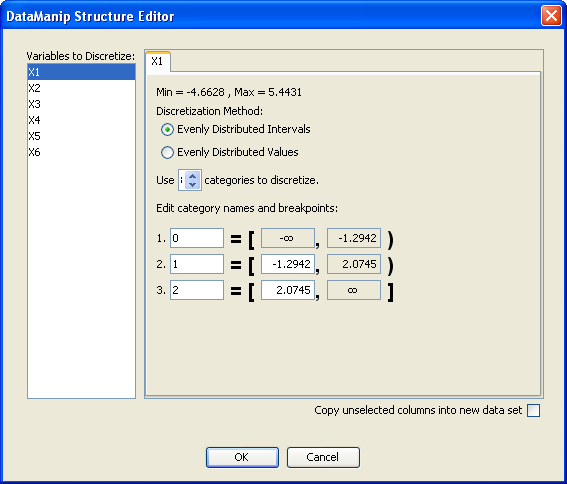 DataManip Structure Editor
Variables to Discretize:
X1
X2
X3
X4
X5
X6
X1
Min = -4.6628 , Max = 5.4431
Discretization Method:
Evenly Distributed Intervals
Evenly Distributed Values
Use categories to discretize.
Edit category names and breakpoints:
1. 0 = [ -∞ , -1.2942 )
2. 1 = [ -1.2942 , 2.0745 )
3. 2 = [ 2.0745 , ∞ ]
Copy unselected columns into new data set
OK Cancel